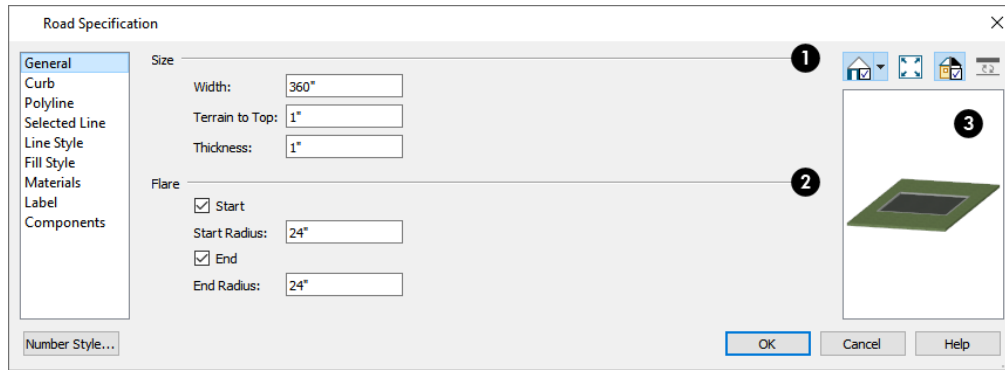 Road Specification
General
Curb
Polyline
Selected Line
Line Style
Fill Style
Materials
Label
Components
Size
1
Width: 360"
Terrain to Top: 1"
Thickness: 1"
Flare
2
Start
Start Radius: 24"
End
End Radius: 24"
3
Number Style...
OK
Cancel
Help